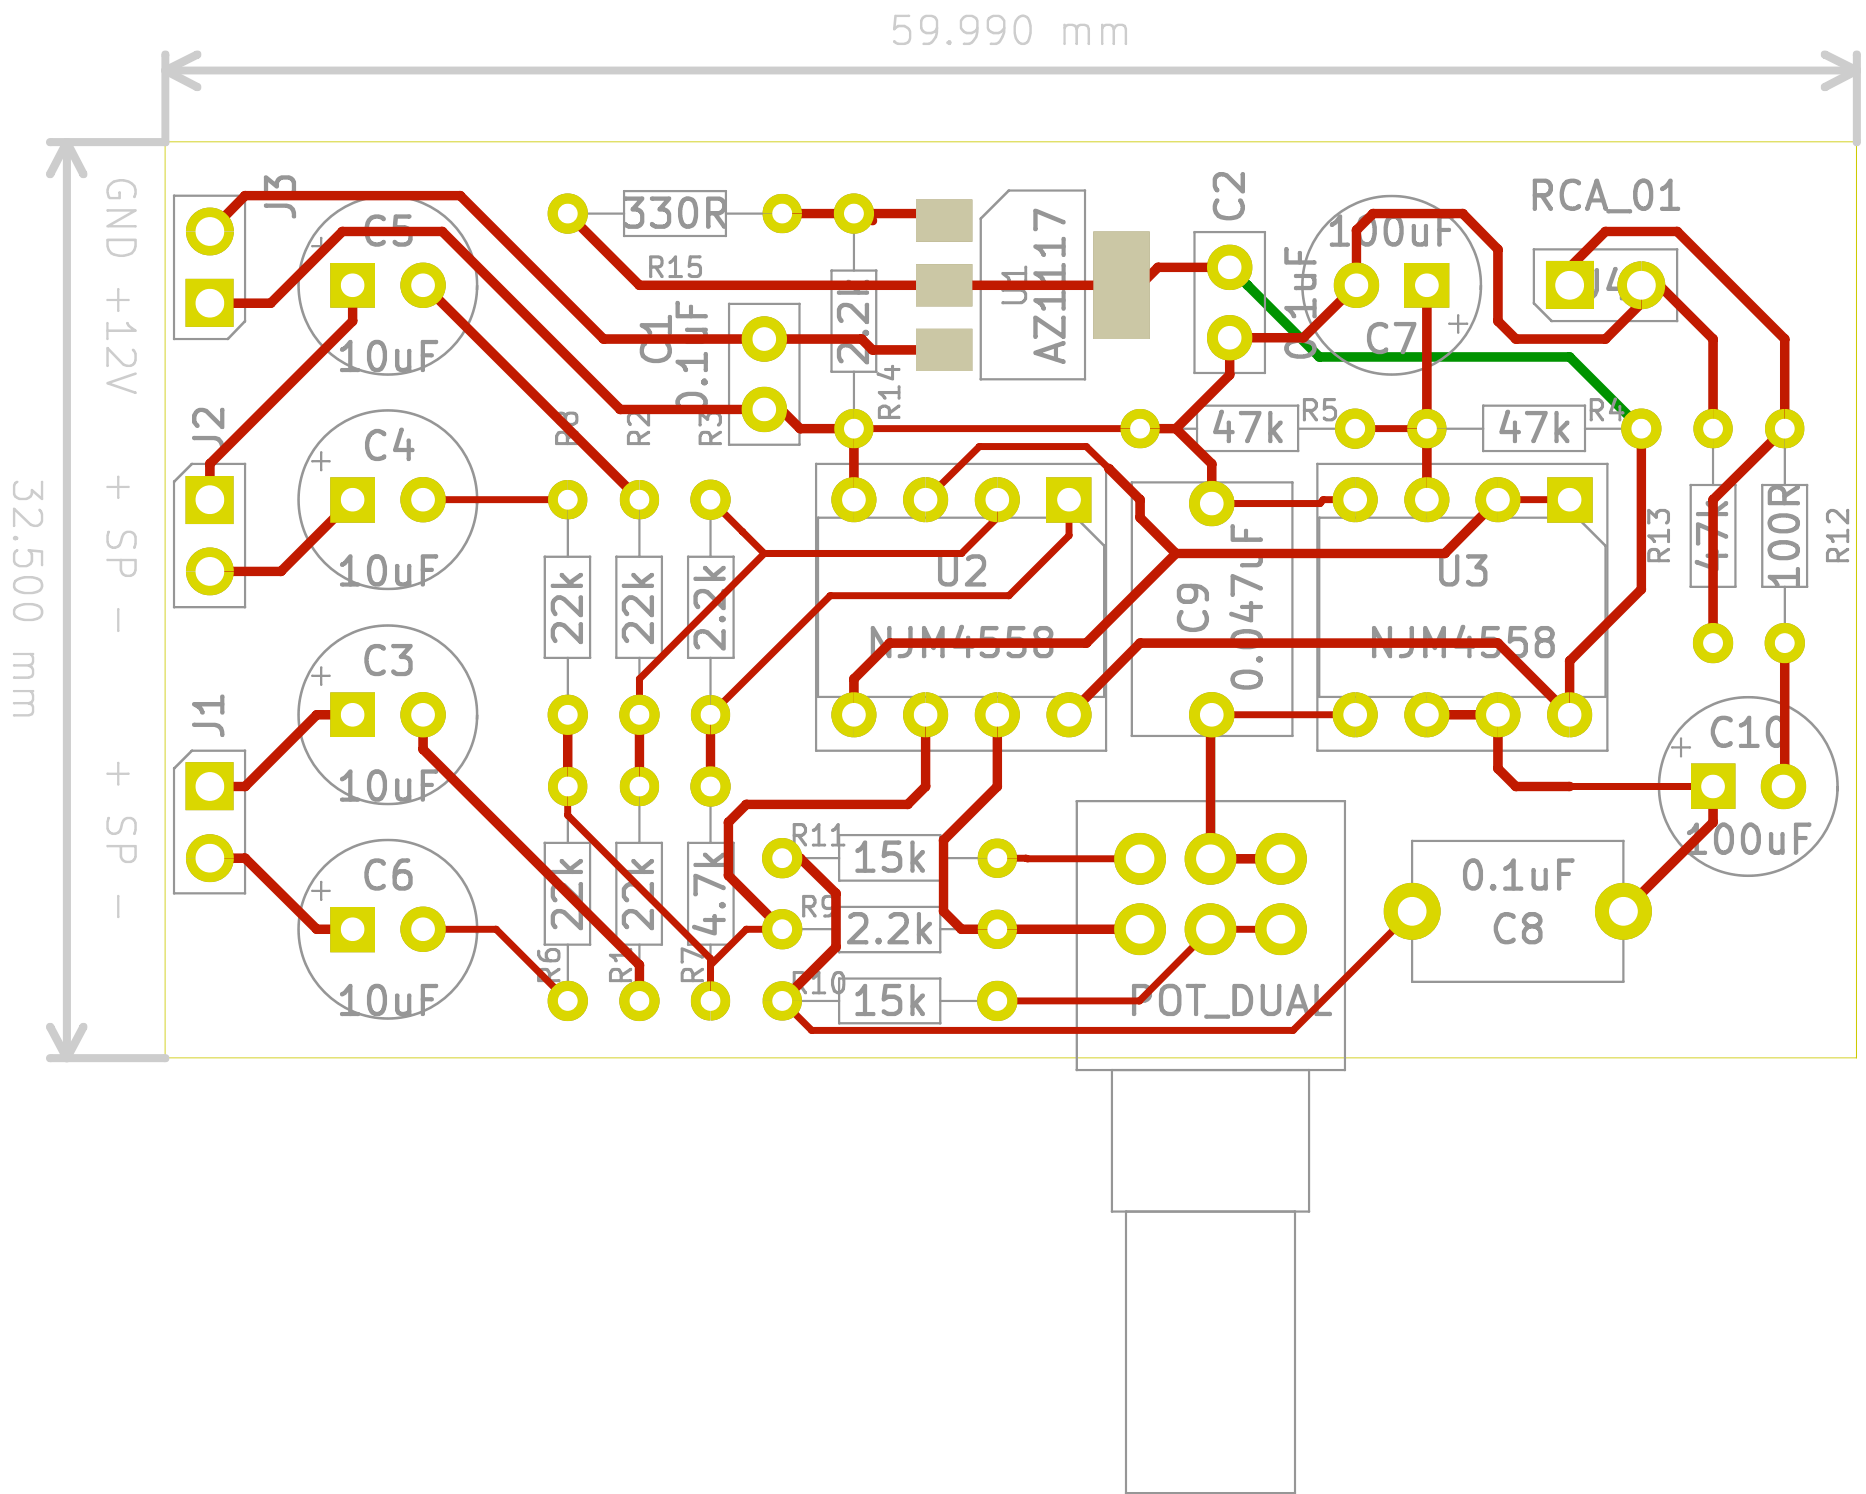 59.990 mm
32.500 mm
GND +12V
+ SP -
+ SP -
J3
C5
10uF
330R
R15
U1
AZ1117
C2
0.1uF
100uF
C7
RCA_01
J4
C1
0.1uF
2.2k
R14
J2
C4
10uF
R8
R2
R3
47k
R5
47k
R4
22k
22k
2.2k
U2
NJM4558
C9
0.047uF
U3
NJM4558
R13
47k
100R
R12
J1
C3
10uF
C10
100uF
C6
10uF
22k
22k
4.7k
R6
R7
R11
15k
R9
2.2k
R10
15k
POT_DUAL
0.1uF
C8